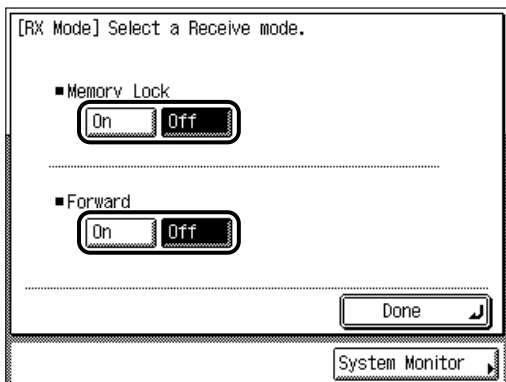 [RX Mode] Select a Receive mode.
■Memory Lock
On Off
■Forward
On Off
Done
System Monitor